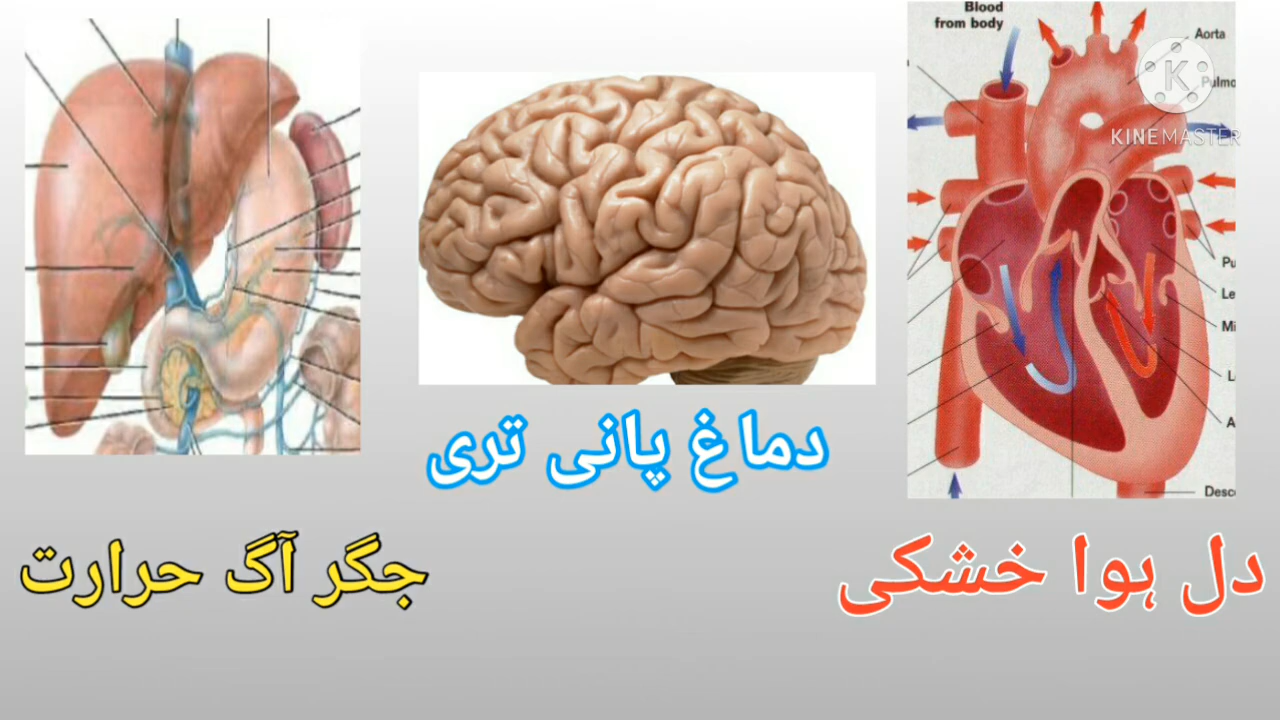 Blood
from body
Aorta
KINEMASTER
دماغ پانی تری
دل ہوا خشکی
جگر آگ حرارت